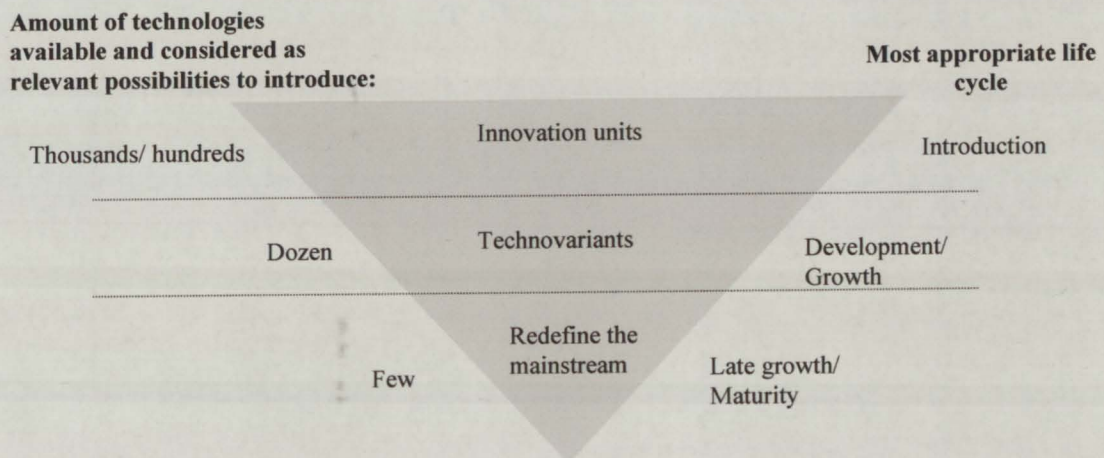 Amount of technologies
available and considered as
relevant possibilities to introduce:
Most appropriate life
cycle
Thousands/ hundreds
Innovation units
Introduction
Dozen
Technovariants
Development/
Growth
Few
Redefine the
mainstream
Late growth/
Maturity